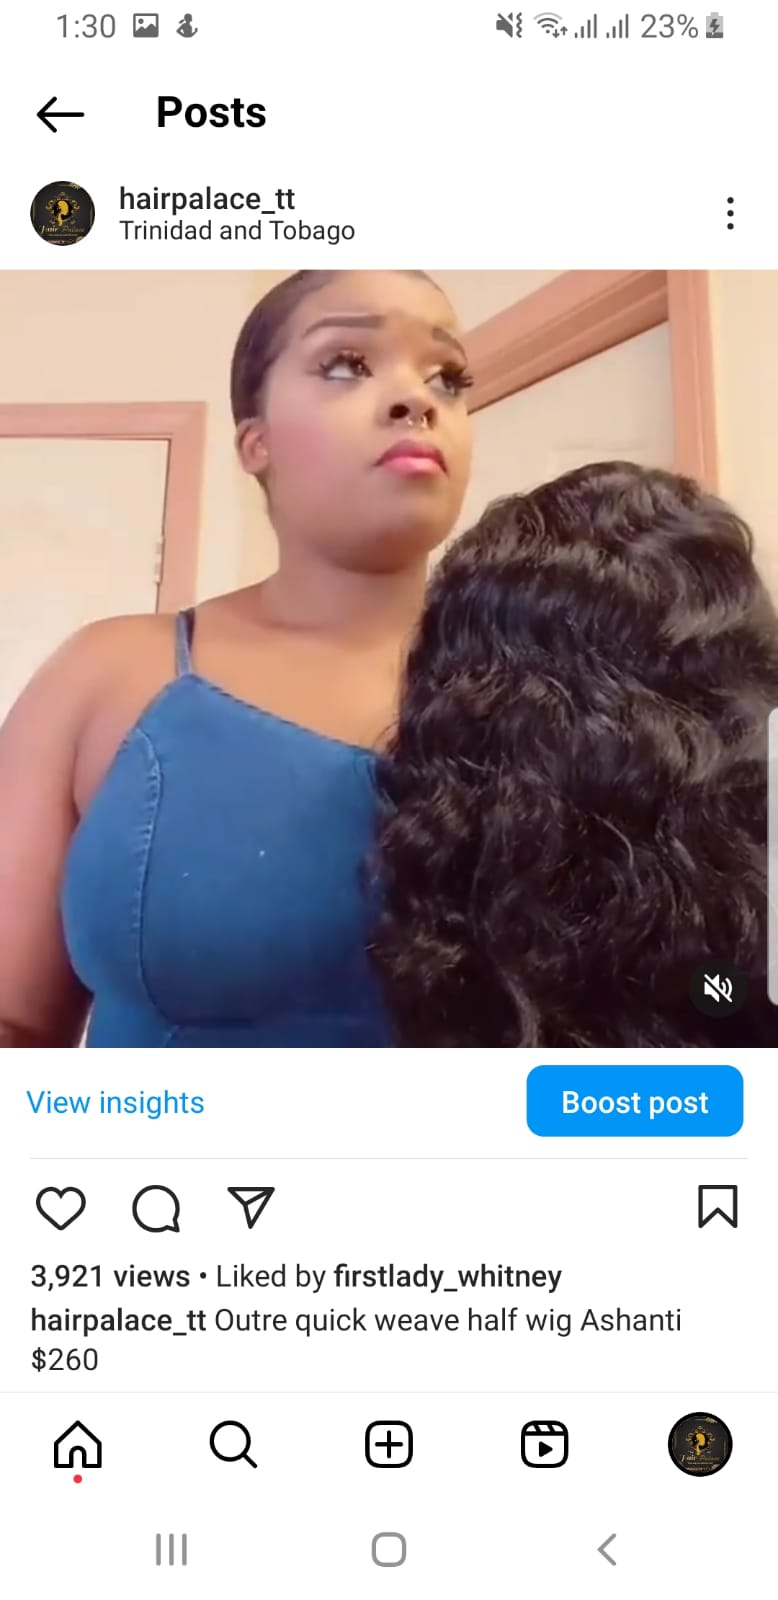 1:30
23%
Posts
hairpalace_tt
Trinidad and Tobago
View insights
Boost post
3,921 views • Liked by firstlady_whitney
hairpalace_tt Outre quick weave half wig Ashanti
$260